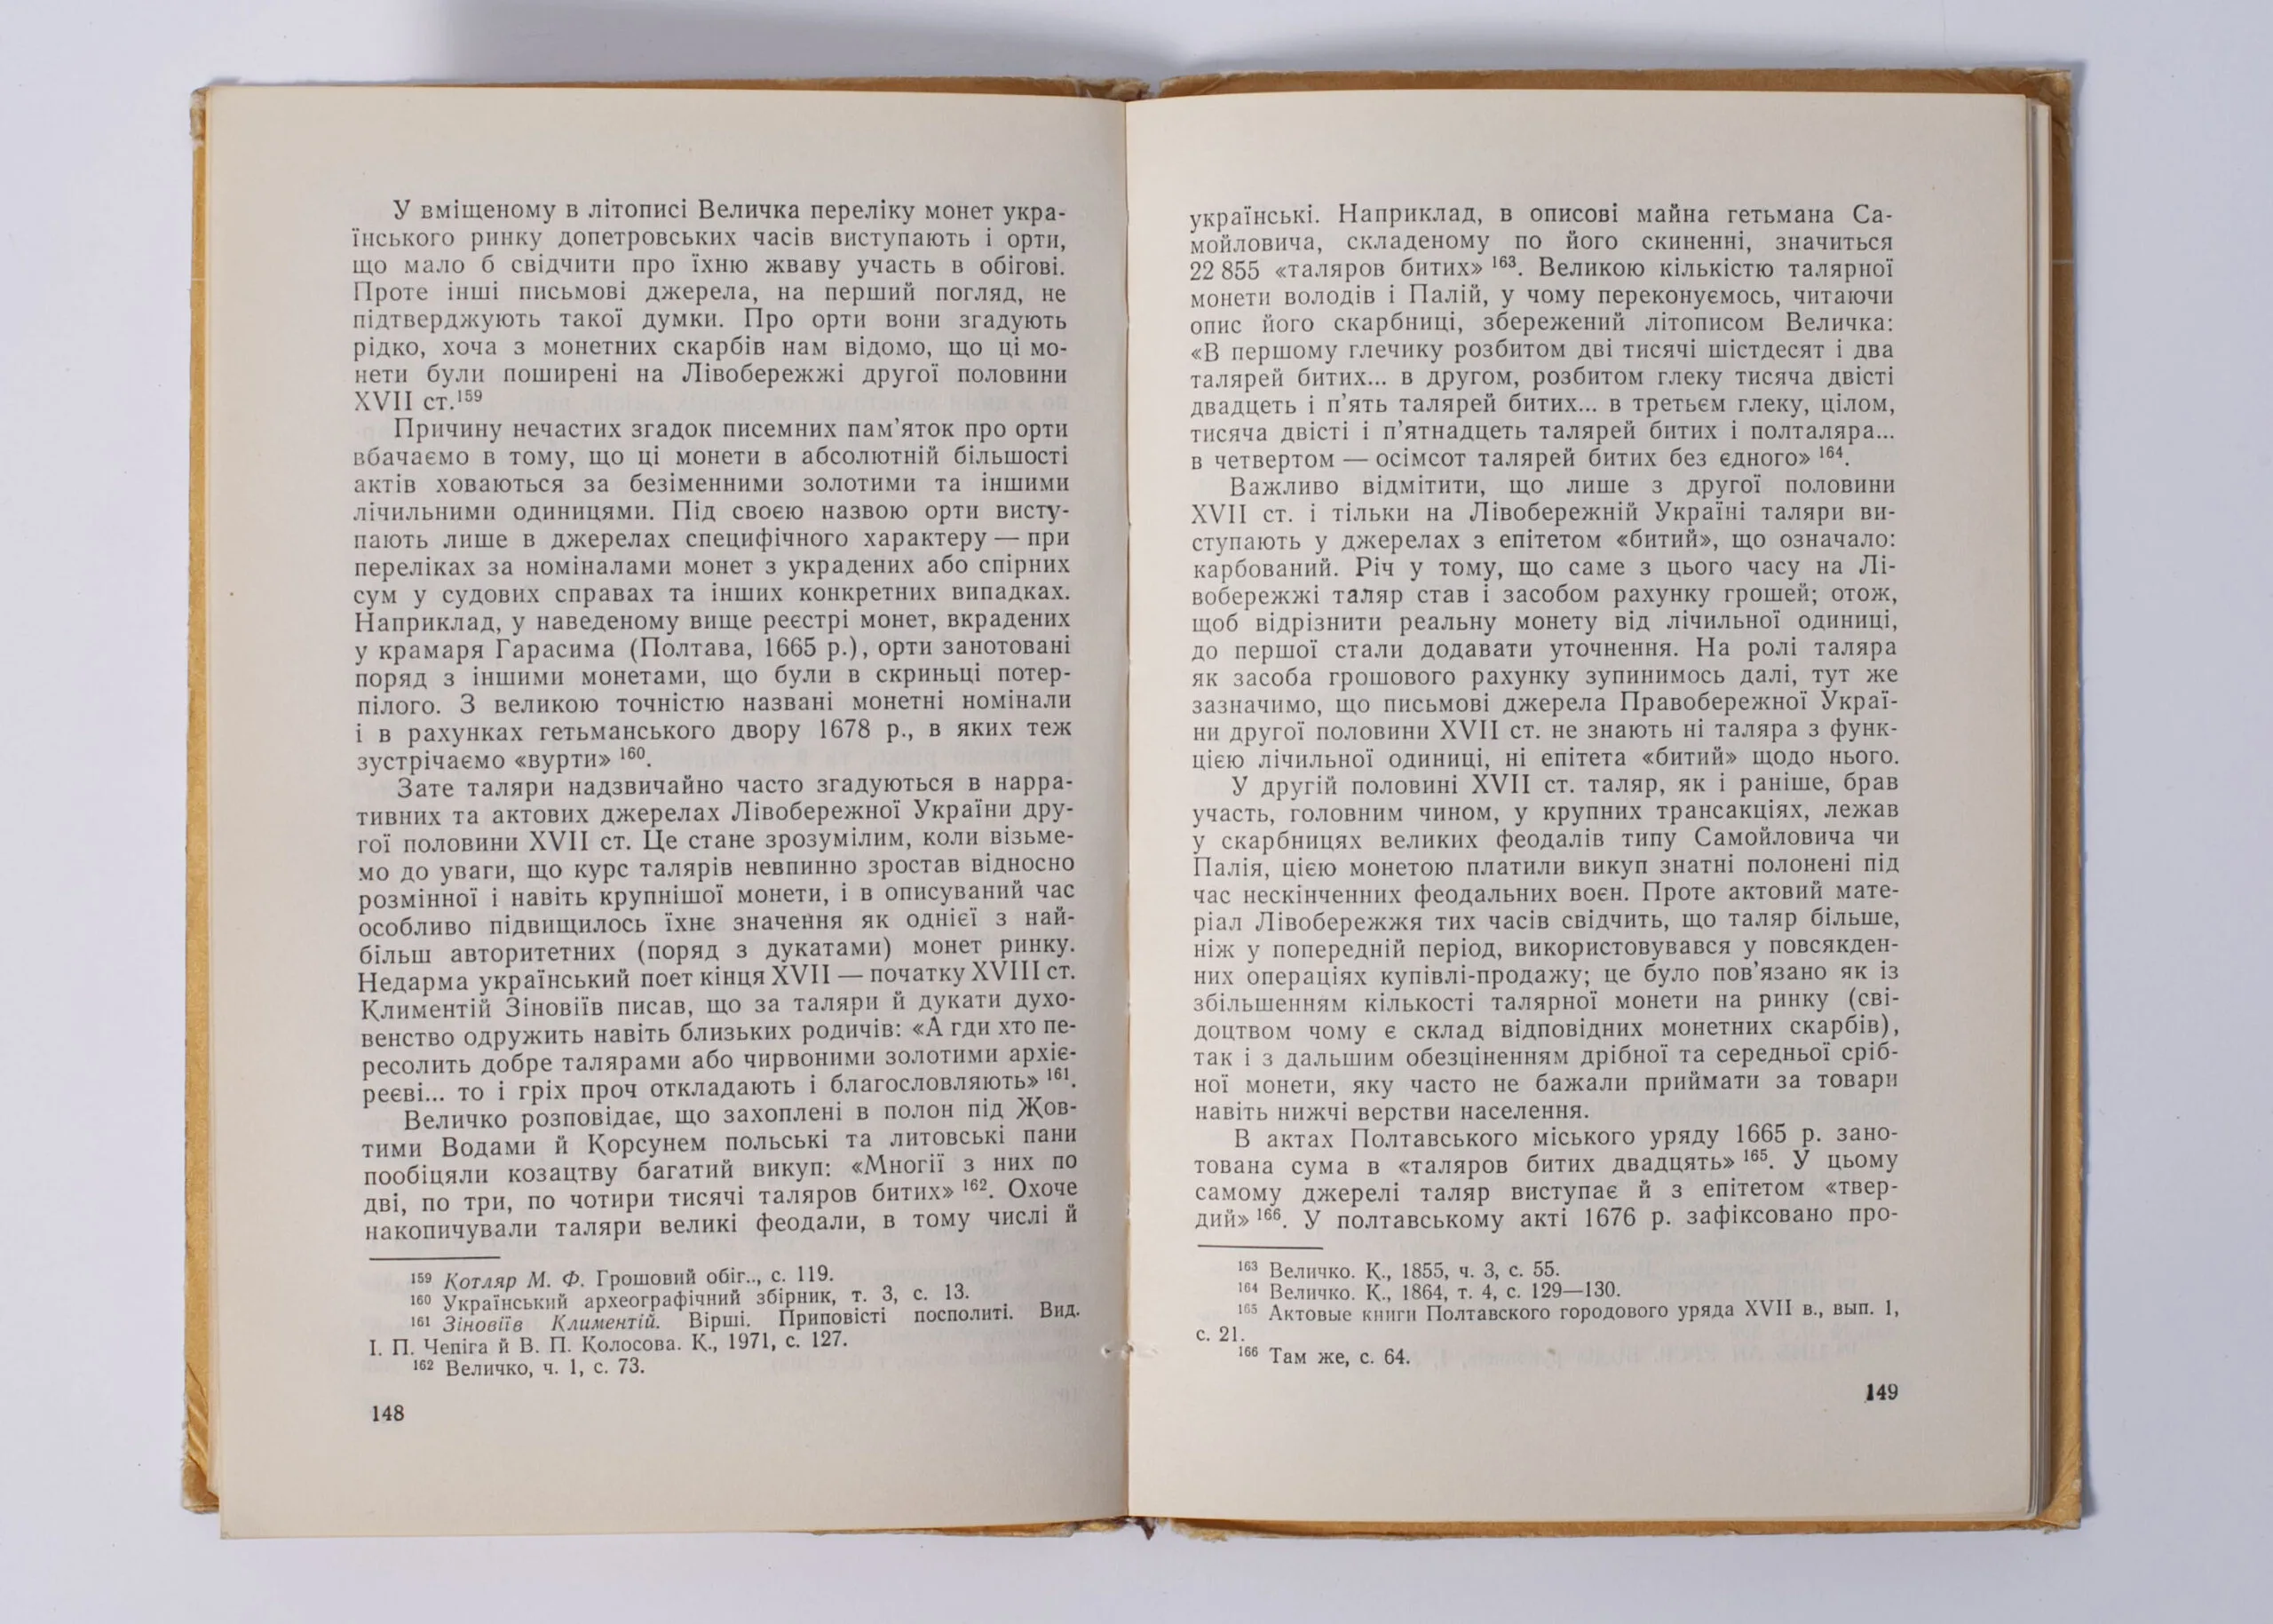 У вміщеному в літописі Величка переліку монет укра-
їнського ринку допетровських часів виступають і орти,
що мало б свідчити про їхню жваву участь в обігові.
Проте інші письмові джерела, на перший погляд, не
підтверджують такої думки. Про орти вони згадують
рідко, хоча з монетних скарбів нам відомо, що ці мо-
нети були поширені на Лівобережжі другої половини
XVII ст.¹⁵⁹
Причину нечастих згадок писемних пам'яток про орти
вбачаємо в тому, що ці монети в абсолютній більшості
актів ховаються за безіменними золотими та іншими
лічильними одиницями. Під своєю назвою орти висту-
пають лише в джерелах специфічного характеру — при
переліках за номіналами монет з украдених або спірних
сум у судових справах та інших конкретних випадках.
Наприклад, у наведеному вище реєстрі монет, вкрадених
у крамаря Гарасима (Полтава, 1665 р.), орти занотовані
поряд з іншими монетами, що були в скриньці потер-
пілого. З великою точністю названі монетні номінали
і в рахунках гетьманського двору 1678 р., в яких теж
зустрічаємо «вурти» ¹⁶⁰.
Зате таляри надзвичайно часто згадуються в нарра-
тивних та актових джерелах Лівобережної України дру-
гої половини XVII ст. Це стане зрозумілим, коли візьме-
мо до уваги, що курс талярів невпинно зростав відносно
розмінної і навіть крупнішої монети, і в описуваний час
особливо підвищилось їхнє значення як однієї з най-
більш авторитетних (поряд з дукатами) монет ринку.
Недарма український поет кінця XVII — початку XVIII ст.
Климентій Зіновіїв писав, що за таляри й дукати духо-
венство одружить навіть близьких родичів: «А гди хто пе-
ресолить добре талярами або чирвоними золотими архіє-
реєві... то і гріх проч откладають і благословляють» ¹⁶¹.
Величко розповідає, що захоплені в полон під Жов-
тими Водами й Корсунем польські та литовські пани
пообіцяли козацтву багатий викуп: «Многії з них по
дві, по три, по чотири тисячі таляров битих» ¹⁶². Охоче
накопичували таляри великі феодали, в тому числі й
¹⁵⁹ Котляр М. Ф. Грошовий обіг.., с. 119.
¹⁶⁰ Український археографічний збірник, т. 3, с. 13.
¹⁶¹ Зіновіїв Климентій. Вірші. Приповісті посполиті. Вид.
І. П. Чепіга й В. П. Колосова. К., 1971, с. 127.
¹⁶² Величко, ч. 1, с. 73.
148
українські. Наприклад, в описові майна гетьмана Са-
мойловича, складеному по його скиненні, значиться
22 855 «таляров битих» ¹⁶³. Великою кількістю талярної
монети володів і Палій, у чому переконуємось, читаючи
опис його скарбниці, збережений літописом Величка:
«В першому глечику розбитом дві тисячі шістдесят і два
талярей битих... в другом, розбитом глеку тисяча двісті
двадцеть і п'ять талярей битих... в третьєм глеку, цілом,
тисяча двісті і п'ятнадцеть талярей битих і полталяра...
в четвертом — осімсот талярей битих без єдного» ¹⁶⁴.
Важливо відмітити, що лише з другої половини
XVII ст. і тільки на Лівобережній Україні таляри ви-
ступають у джерелах з епітетом «битий», що означало:
карбований. Річ у тому, що саме з цього часу на Лі-
вобережжі таляр став і засобом рахунку грошей; отож,
щоб відрізнити реальну монету від лічильної одиниці,
до першої стали додавати уточнення. На ролі таляра
як засоба грошового рахунку зупинимось далі, тут же
зазначимо, що письмові джерела Правобережної Украї-
ни другої половини XVII ст. не знають ні таляра з функ-
цією лічильної одиниці, ні епітета «битий» щодо нього.
У другій половині XVII ст. таляр, як і раніше, брав
участь, головним чином, у крупних трансакціях, лежав
у скарбницях великих феодалів типу Самойловича чи
Палія, цією монетою платили викуп знатні полонені під
час нескінченних феодальних воєн. Проте актовий мате-
ріал Лівобережжя тих часів свідчить, що таляр більше,
ніж у попередній період, використовувався у повсякден-
них операціях купівлі-продажу; це було пов'язано як із
збільшенням кількості талярної монети на ринку (сві-
доцтвом чому є склад відповідних монетних скарбів),
так і з дальшим обезціненням дрібної та середньої сріб-
ної монети, яку часто не бажали приймати за товари
навіть нижчі верстви населення.
В актах Полтавського міського уряду 1665 р. зано-
тована сума в «таляров битих двадцять» ¹⁶⁵. У цьому
самому джерелі таляр виступає й з епітетом «твер-
дий» ¹⁶⁶. У полтавському акті 1676 р. зафіксовано про-
¹⁶³ Величко. К., 1855, ч. 3, с. 55.
¹⁶⁴ Величко. К., 1864, т. 4, с. 129—130.
¹⁶⁵ Актовые книги Полтавского городового уряда XVII в., вып. 1,
с. 21.
¹⁶⁶ Там же, с. 64.
149